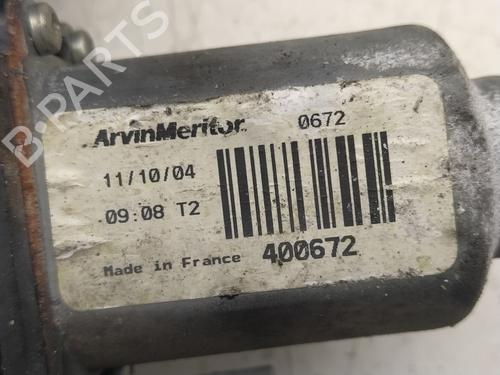 ArvinMeritor 0672
11/10/04
09:08 T2
400672
Made in France
B-PARTS